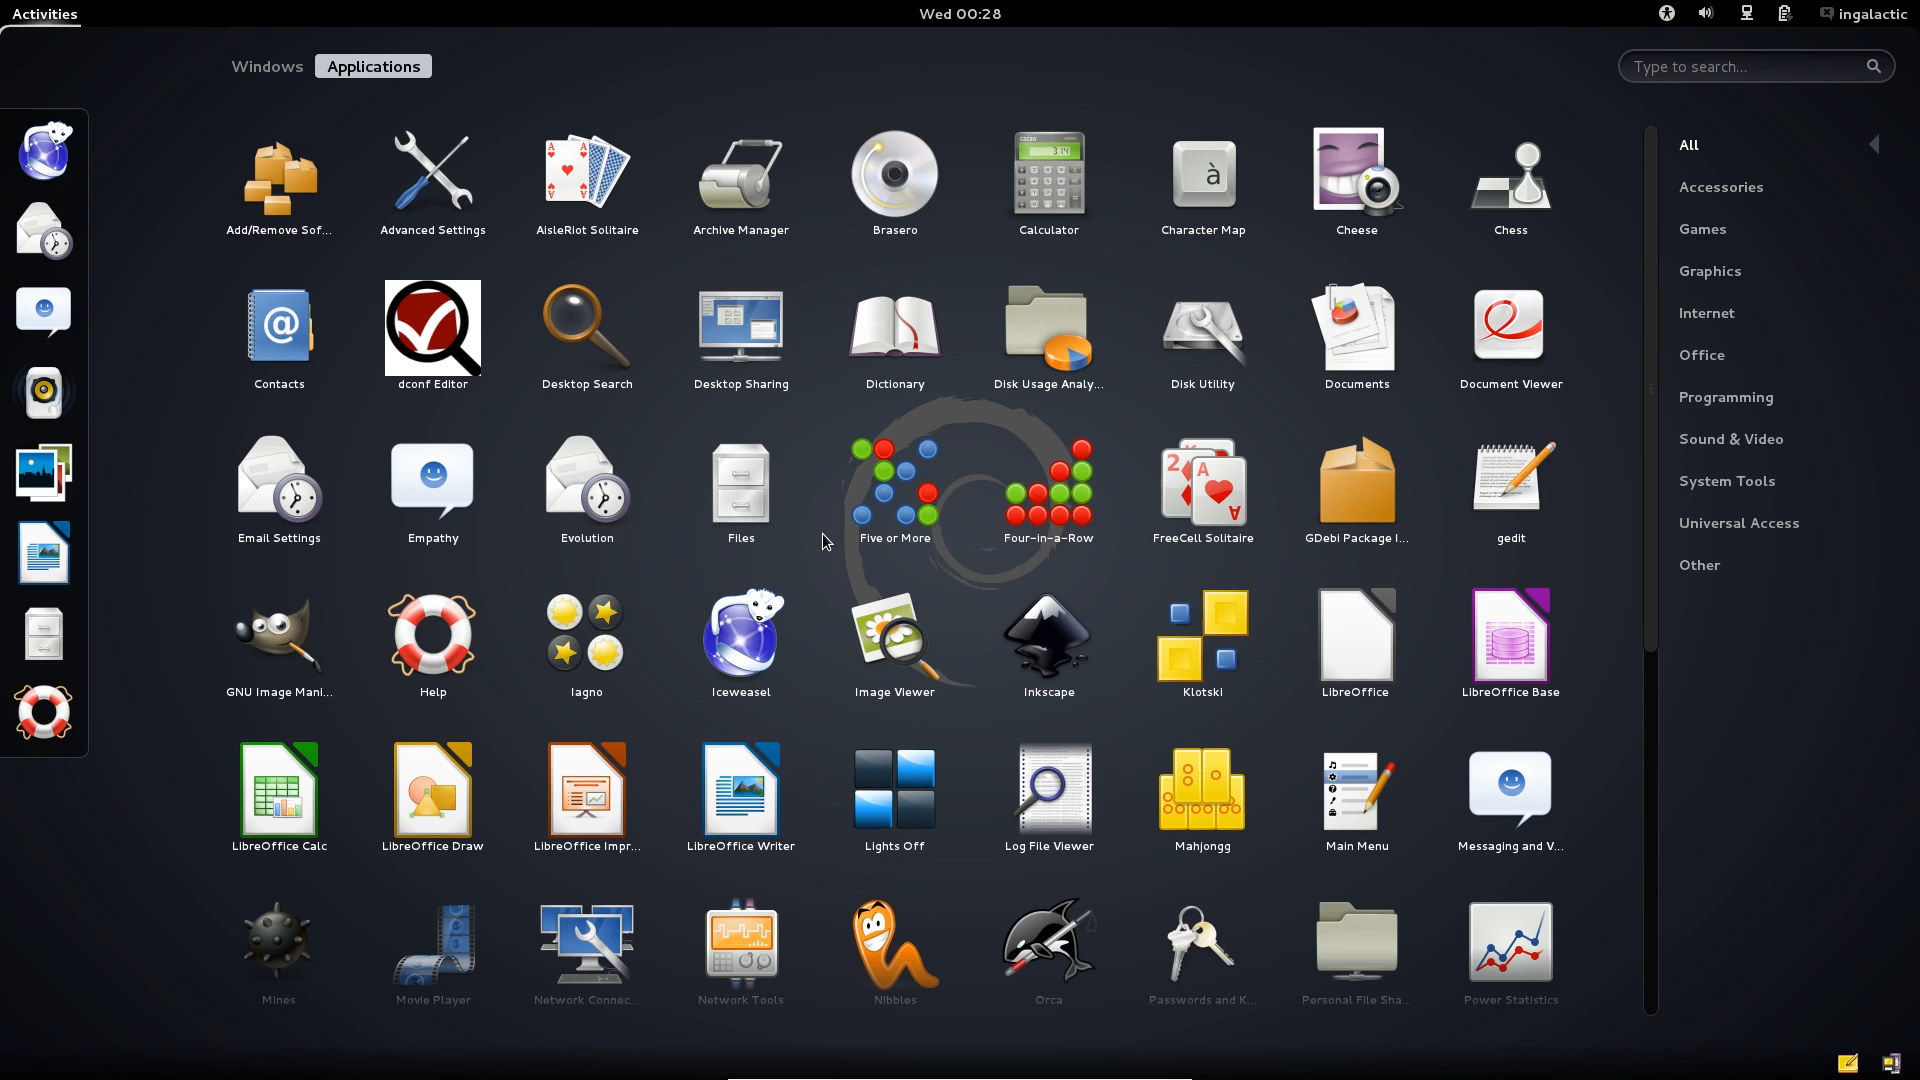 Activities
Wed 00:28
ingalactic
Windows
Applications
Type to search...
Add/Remove Sof...
Advanced Settings
AisleRiot Solitaire
Archive Manager
Brasero
Calculator
Character Map
Cheese
Chess
Contacts
dconf Editor
Desktop Search
Desktop Sharing
Dictionary
Disk Usage Analy...
Disk Utility
Documents
Document Viewer
Email Settings
Empathy
Evolution
Files
Five or More
Four-in-a-Row
FreeCell Solitaire
GDebi Package I...
gedit
GNU Image Mani...
Help
Iagno
Iceweasel
Image Viewer
Inkscape
Klotski
LibreOffice
LibreOffice Base
LibreOffice Calc
LibreOffice Draw
LibreOffice Impr...
LibreOffice Writer
Lights Off
Log File Viewer
Mahjongg
Main Menu
Messaging and V...
Mines
Movie Player
Network Connec...
Network Tools
Nibbles
Orca
Passwords and K...
Personal File Sha...
Power Statistics
All
Accessories
Games
Graphics
Internet
Office
Programming
Sound & Video
System Tools
Universal Access
Other